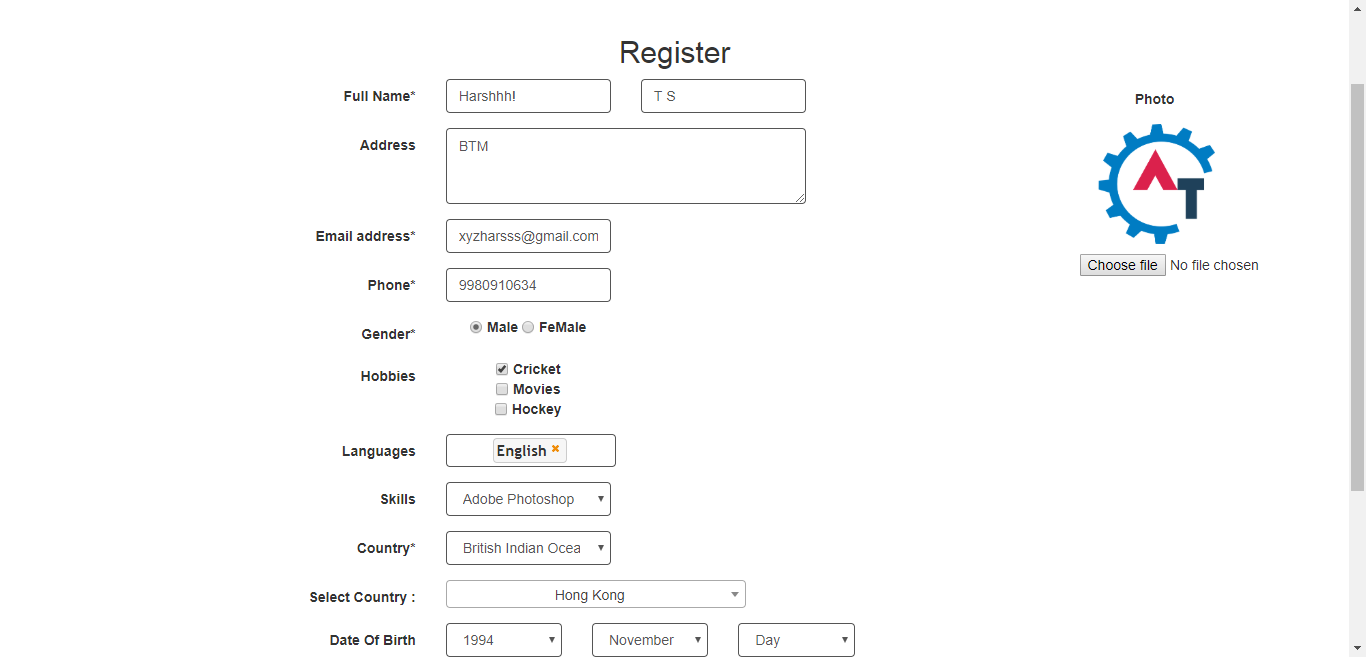 Register
Full Name* Harshhh! T S
Photo
Address BTM
AT
Email address* xyzharsss@gmail.com
Choose file No file chosen
Phone* 9980910634
Gender* Male FeMale
Hobbies Cricket
Movies
Hockey
Languages English
Skills Adobe Photoshop
Country* British Indian Ocea
Select Country : Hong Kong
Date Of Birth 1994 November Day